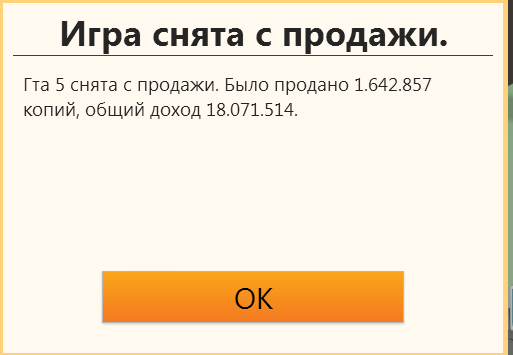 Игра снята с продажи.
Гта 5 снята с продажи. Было продано 1.642.857
копий, общий доход 18.071.514.
OK